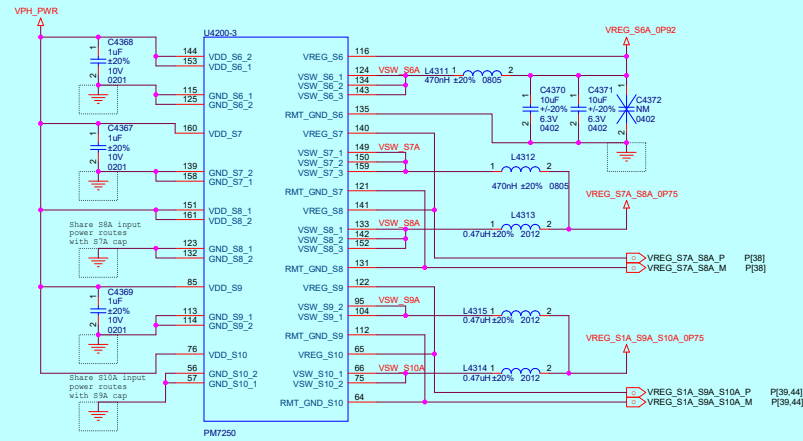 VPH_PWR
U4200-3
VREG_S6A_0P92
C4368
1uF
±20%
10V
0201
1
2
144 VDD_S6_2
153 VDD_S6_1
115 GND_S6_1
125 GND_S6_2
160 VDD_S7
C4367
1uF
±20%
10V
0201
1
2
139 GND_S7_2
158 GND_S7_1
151 VDD_S8_1
161 VDD_S8_2
Share S8A input
power routes
with S7A cap
123 GND_S8_1
132 GND_S8_2
85 VDD_S9
C4369
1uF
±20%
10V
0201
1
2
113 GND_S9_1
114 GND_S9_2
76 VDD_S10
56 GND_S10_2
57 GND_S10_1
Share S10A input
power routes
with S9A cap
PM7250
VREG_S6 116
VSW_S6_1 124 VSW_S6A
VSW_S6_2 134
VSW_S6_3 143
L4311 1 2
470nH ±20% 0805
RMT_GND_S6 135
1
C4370
10uF
+/-20%
6.3V
0402
2
1
C4371
10uF
+/-20%
6.3V
0402
2
1
C4372
NM
0402
2
VREG_S7 140
VSW_S7_1 149 VSW_S7A
VSW_S7_2 150
VSW_S7_3 159
L4312
1 2
470nH ±20% 0805
RMT_GND_S7 121
VREG_S8 141
VREG_S7A_S8A_0P75
VSW_S8_1 133 VSW_S8A
VSW_S8_2 142
VSW_S8_3 152
L4313
1 2
0.47uH±20% 2012
VREG_S7A_S8A_P P[38]
RMT_GND_S8 131
VREG_S7A_S8A_M P[38]
VREG_S9 122
VSW_S9_2 95 VSW_S9A
VSW_S9_1 104
L4315 1 2
0.47uH±20% 2012
RMT_GND_S9 112
VREG_S10 65
VREG_S1A_S9A_S10A_0P75
VSW_S10_1 66 VSW_S10A
VSW_S10_2 75
L4314 1 2
0.47uH±20% 2012
VREG_S1A_S9A_S10A_P P[39,44]
RMT_GND_S10 64
VREG_S1A_S9A_S10A_M P[39,44]